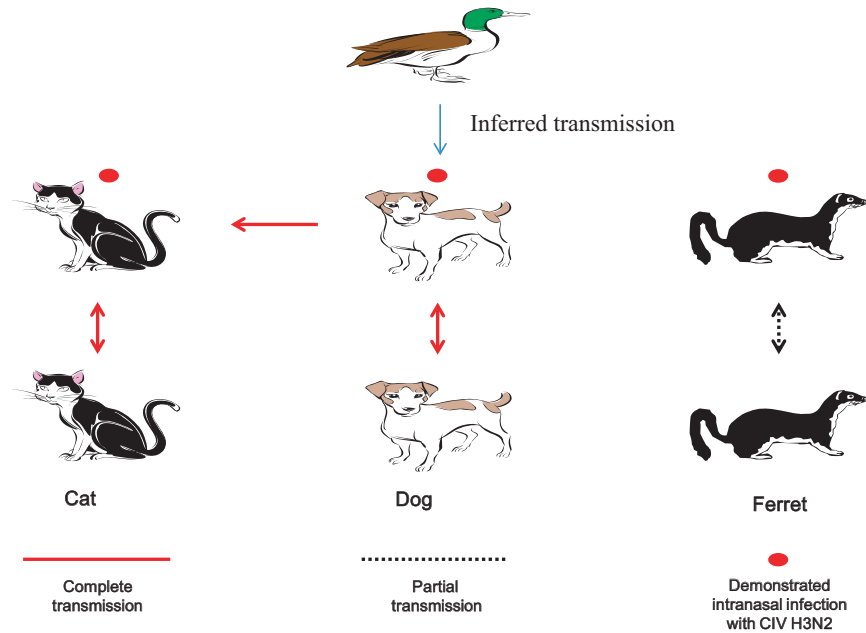 Inferred transmission
Cat
Dog
Ferret
Complete
transmission
Partial
transmission
Demonstrated
intranasal infection
with CIV H3N2